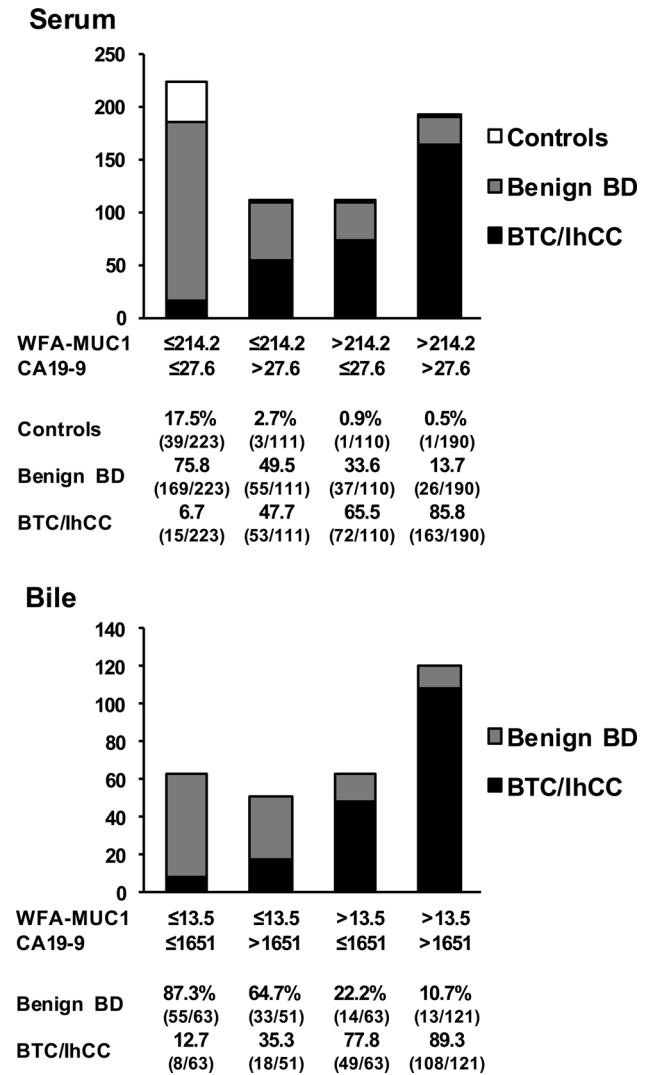 Serum
250
200
150
100
50
0
Controls
Benign BD
BTC/IhCC
WFA-MUC1 ≤214.2 ≤214.2 >214.2 >214.2
CA19-9 ≤27.6 >27.6 ≤27.6 >27.6
Controls 17.5% 2.7% 0.9% 0.5%
(39/223) (3/111) (1/110) (1/190)
Benign BD 75.8 49.5 33.6 13.7
(169/223) (55/111) (37/110) (26/190)
BTC/IhCC 6.7 47.7 65.5 85.8
(15/223) (53/111) (72/110) (163/190)
Bile
140
120
100
80
60
40
20
0
Benign BD
BTC/IhCC
WFA-MUC1 ≤13.5 ≤13.5 >13.5 >13.5
CA19-9 ≤1651 >1651 ≤1651 >1651
Benign BD 87.3% 64.7% 22.2% 10.7%
(55/63) (33/51) (14/63) (13/121)
BTC/IhCC 12.7 35.3 77.8 89.3
(8/63) (18/51) (49/63) (108/121)